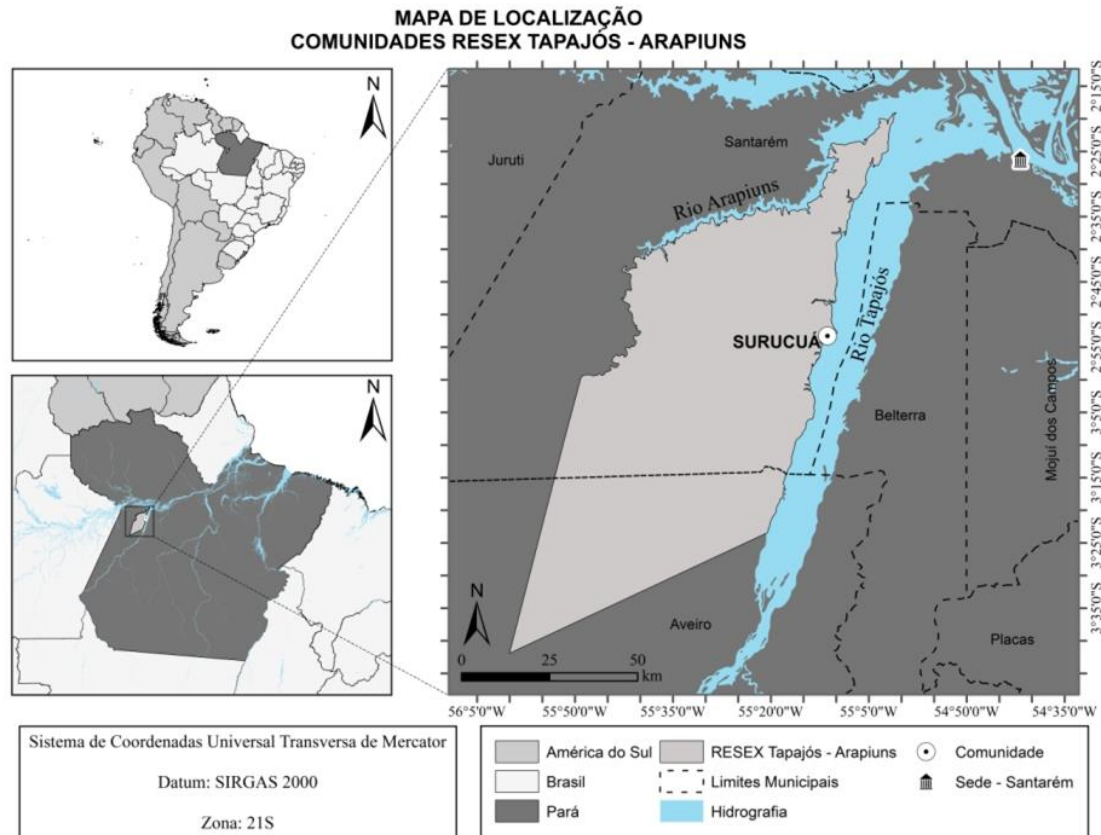 MAPA DE LOCALIZAÇÃO
COMUNIDADES RESEX TAPAJÓS - ARAPIUNS
N
N
Juruti
Santarém
Rio Arapiuns
Rio Tapajós
SURUCUÁ
Belterra
Mojuí dos Campos
Aveiro
Placas
N
0 25 50
km
2°15'0"S
2°25'0"S
2°35'0"S
2°45'0"S
2°55'0"S
3°5'0"S
3°15'0"S
3°25'0"S
3°35'0"S
56°5'0"W 55°50'0"W 55°35'0"W 55°20'0"W 55°5'0"W 54°50'0"W 54°35'0"W
Sistema de Coordenadas Universal Transversa de Mercator
Datum: SIRGAS 2000
Zona: 21S
América do Sul
Brasil
Pará
RESEX Tapajós - Arapiuns
Limites Municipais
Hidrografia
Comunidade
Sede - Santarém